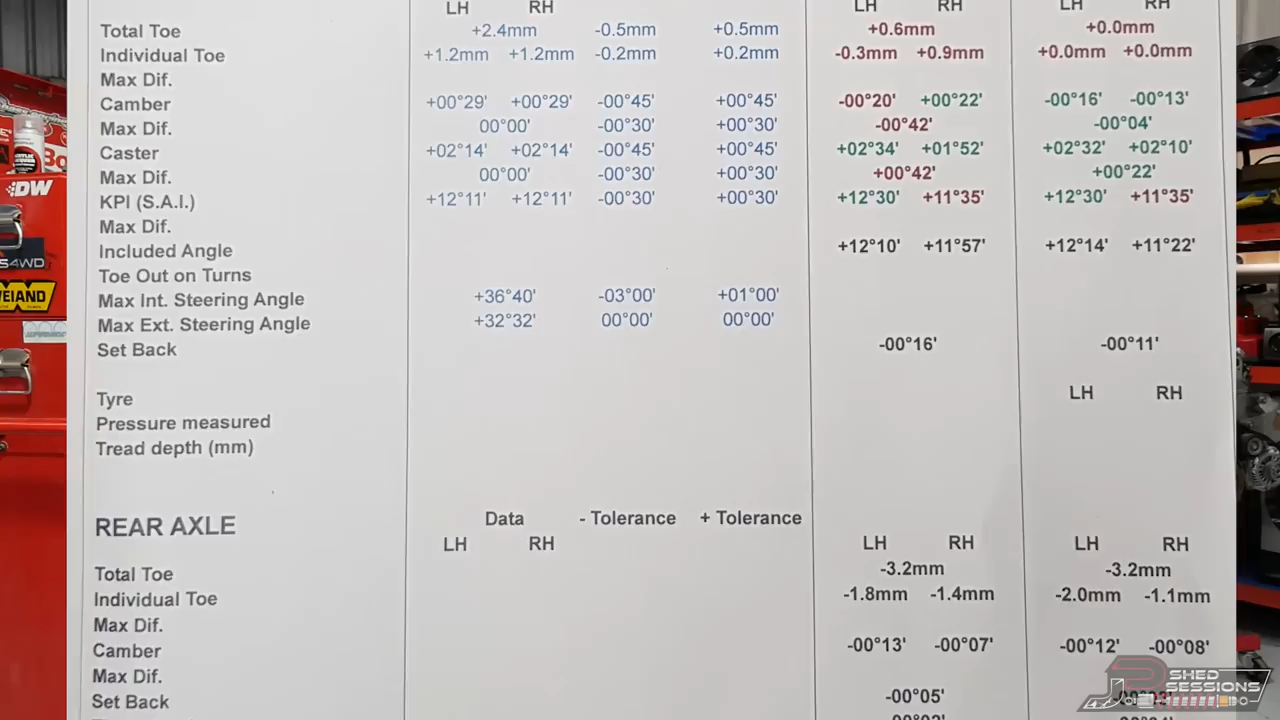 LH RH LH RH LH RH
Total Toe +2.4mm -0.5mm +0.5mm +0.6mm +0.0mm
Individual Toe +1.2mm +1.2mm -0.2mm +0.2mm -0.3mm +0.9mm +0.0mm +0.0mm
Max Dif.
Camber +00°29' +00°29' -00°45' +00°45' -00°20' +00°22' -00°16' -00°13'
Max Dif. 00°00' -00°30' +00°30' -00°42' -00°04'
Caster +02°14' +02°14' -00°45' +00°45' +02°34' +01°52' +02°32' +02°10'
Max Dif. 00°00' -00°30' +00°30' +00°42' +00°22'
KPI (S.A.I.) +12°11' +12°11' -00°30' +00°30' +12°30' +11°35' +12°30' +11°35'
Max Dif.
Included Angle +12°10' +11°57' +12°14' +11°22'
Toe Out on Turns
Max Int. Steering Angle +36°40' -03°00' +01°00'
Max Ext. Steering Angle +32°32' 00°00' 00°00'
Set Back -00°16' -00°11'
Tyre LH RH
Pressure measured
Tread depth (mm)
REAR AXLE Data - Tolerance + Tolerance
LH RH LH RH LH RH
Total Toe -3.2mm -3.2mm
Individual Toe -1.8mm -1.4mm -2.0mm -1.1mm
Max Dif.
Camber -00°13' -00°07' -00°12' -00°08'
Max Dif.
Set Back -00°05'
DW
S4WD
EIAND
SHED
SESSIONS